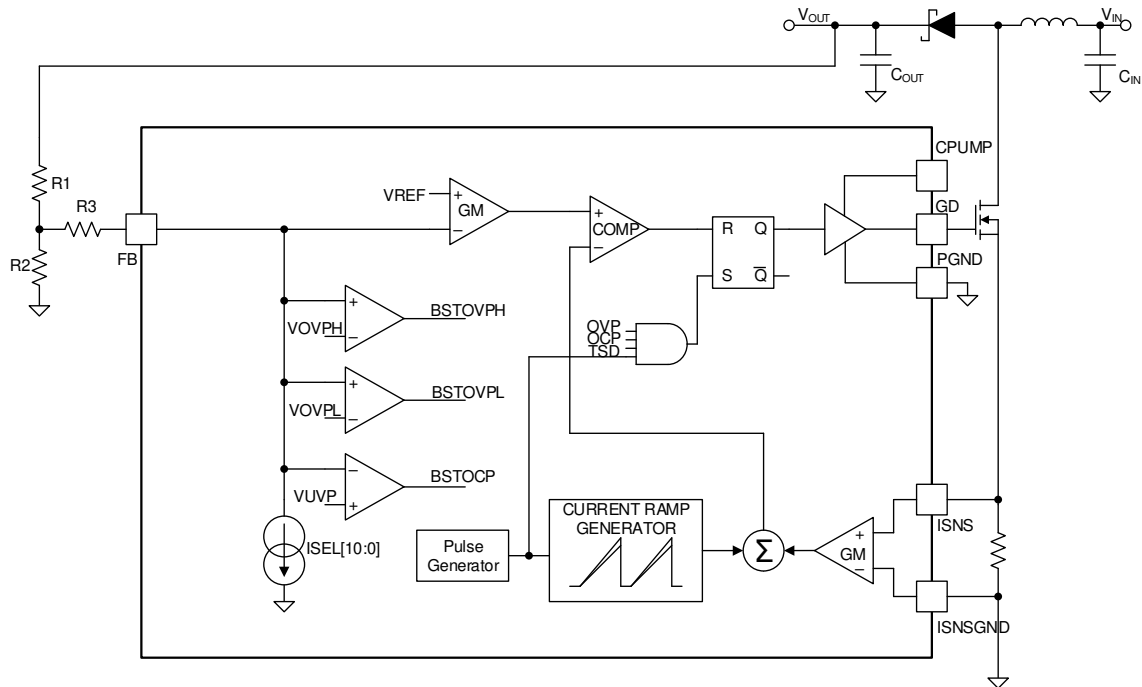 VOUT
VIN
COUT
CIN
CPUMP
R1
VREF
+
GM
−
+
COMP
−
R Q
S Q̅
GD
R3
FB
R2
PGND
+
VOVPH
−
BSTOVPH
OVP
OCP
TSD
+
VOVPL
−
BSTOVPL
−
VUVP
+
BSTOCP
ISEL[10:0]
Pulse
Generator
CURRENT RAMP
GENERATOR
Σ
+
GM
−
ISNS
ISNSGND